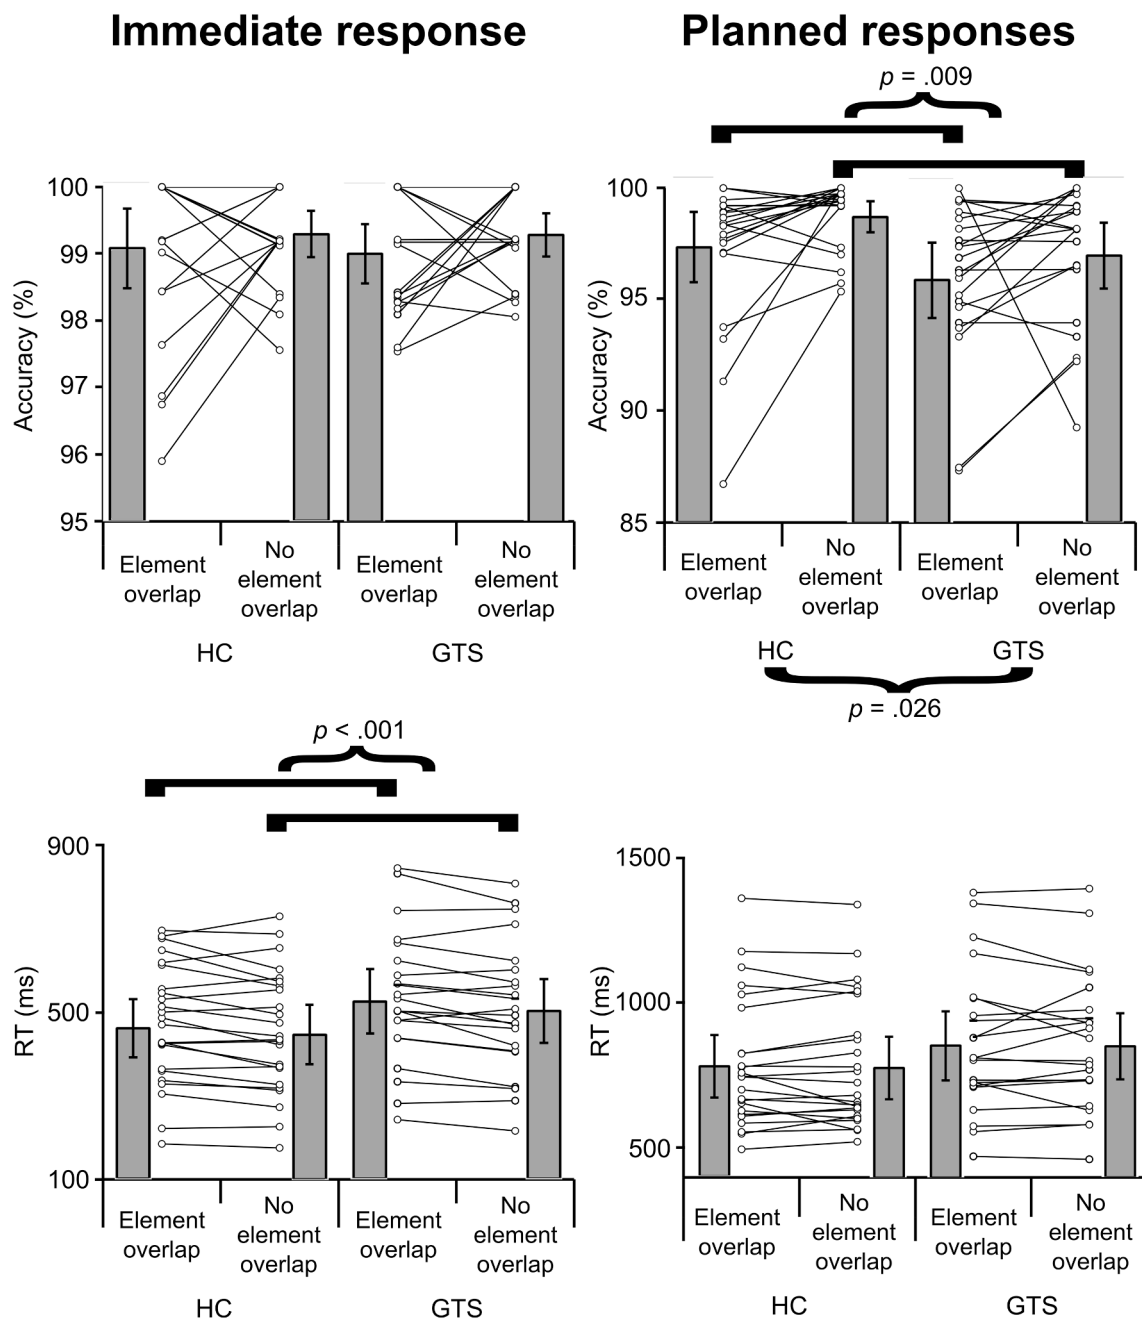 Immediate response
Planned responses
p = .009
100
99
98
97
96
95
Accuracy (%)
Element
overlap
No
element
overlap
Element
overlap
No
element
overlap
HC
GTS
100
95
90
85
Accuracy (%)
Element
overlap
No
element
overlap
Element
overlap
No
element
overlap
HC
GTS
p = .026
p < .001
900
500
100
RT (ms)
Element
overlap
No
element
overlap
Element
overlap
No
element
overlap
HC
GTS
1500
1000
500
RT (ms)
Element
overlap
No
element
overlap
Element
overlap
No
element
overlap
HC
GTS